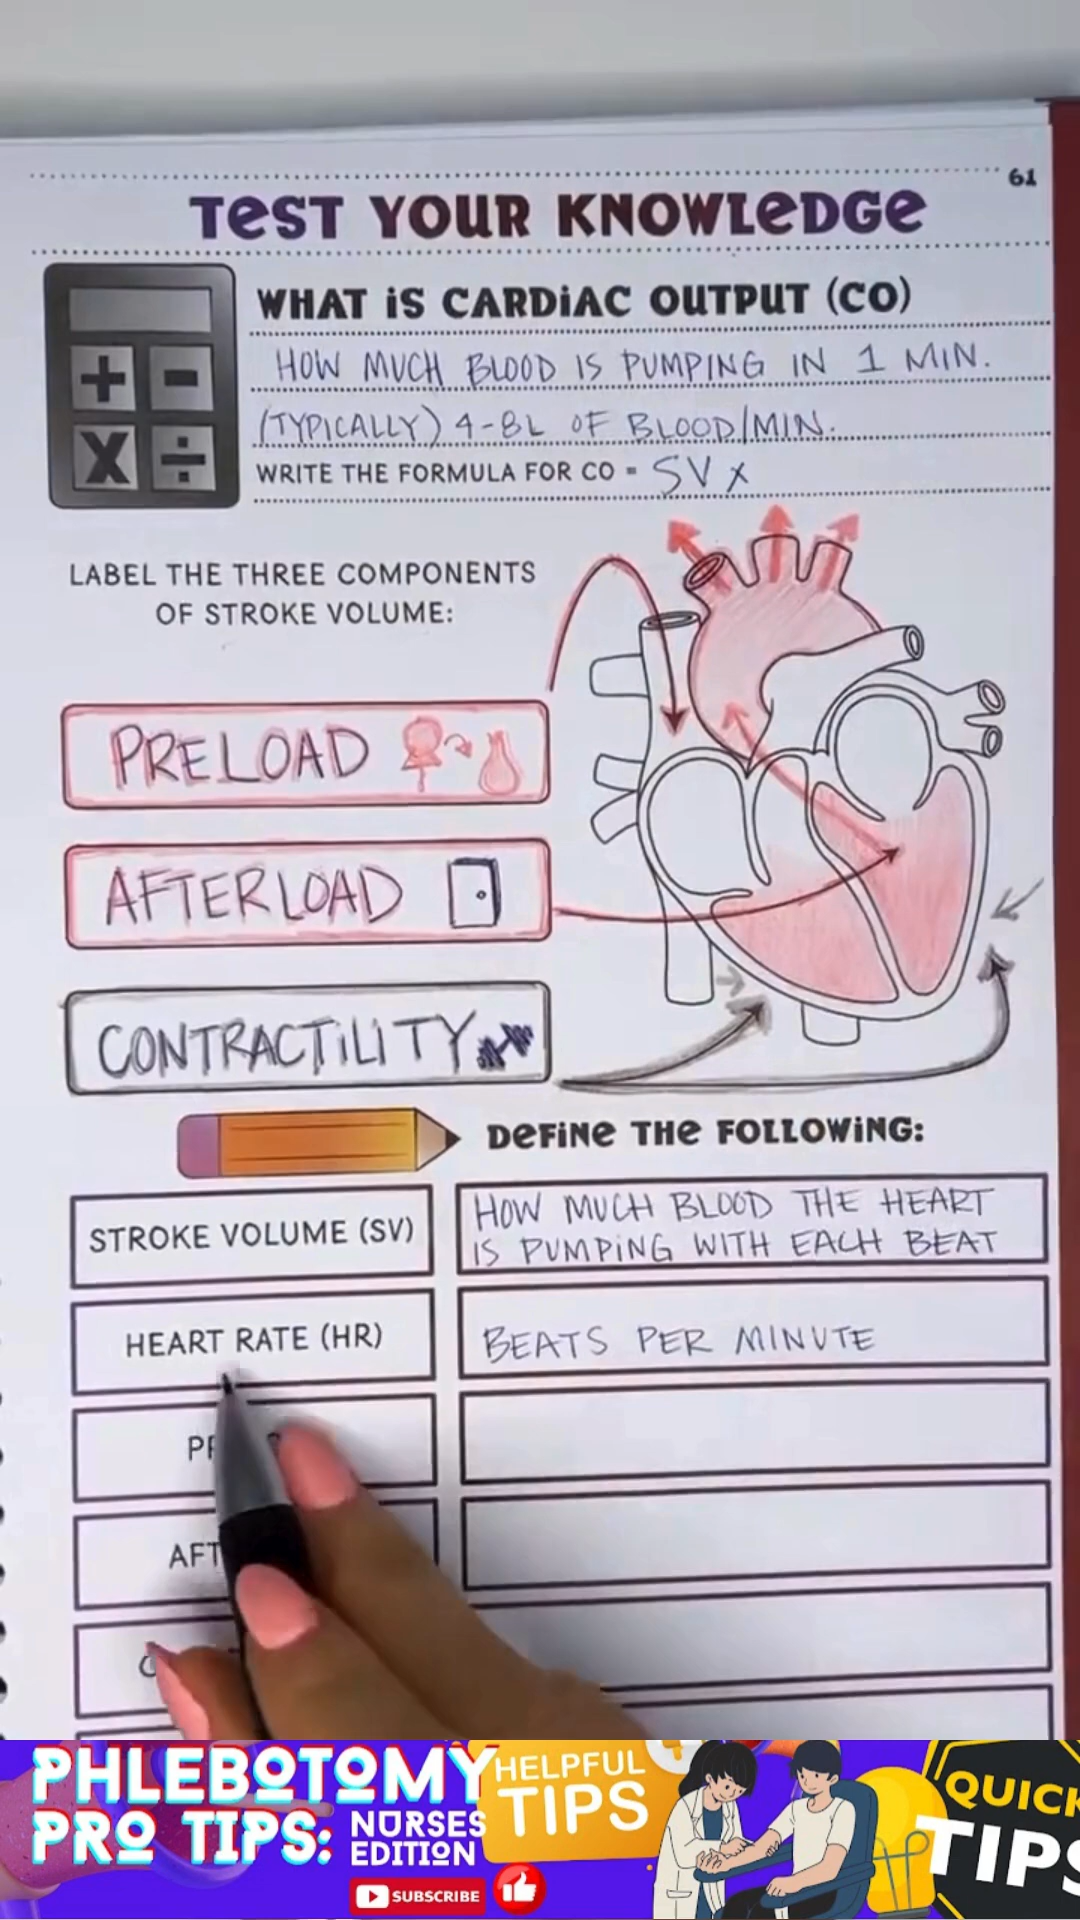 61
TEST YOUR KNOWLEDGE
WHAT IS CARDIAC OUTPUT (CO)
HOW MUCH BLOOD IS PUMPING IN 1 MIN.
(TYPICALLY) 4-8L OF BLOOD/MIN.
WRITE THE FORMULA FOR CO = SV x
LABEL THE THREE COMPONENTS
OF STROKE VOLUME:
PRELOAD
AFTERLOAD
CONTRACTILITY
DEFINE THE FOLLOWING:
STROKE VOLUME (SV)
HOW MUCH BLOOD THE HEART
IS PUMPING WITH EACH BEAT
HEART RATE (HR)
BEATS PER MINUTE
AFT
PHLEBOTOMY
PRO TIPS:
NURSES
EDITION
SUBSCRIBE
HELPFUL
TIPS
QUICK
TIPS